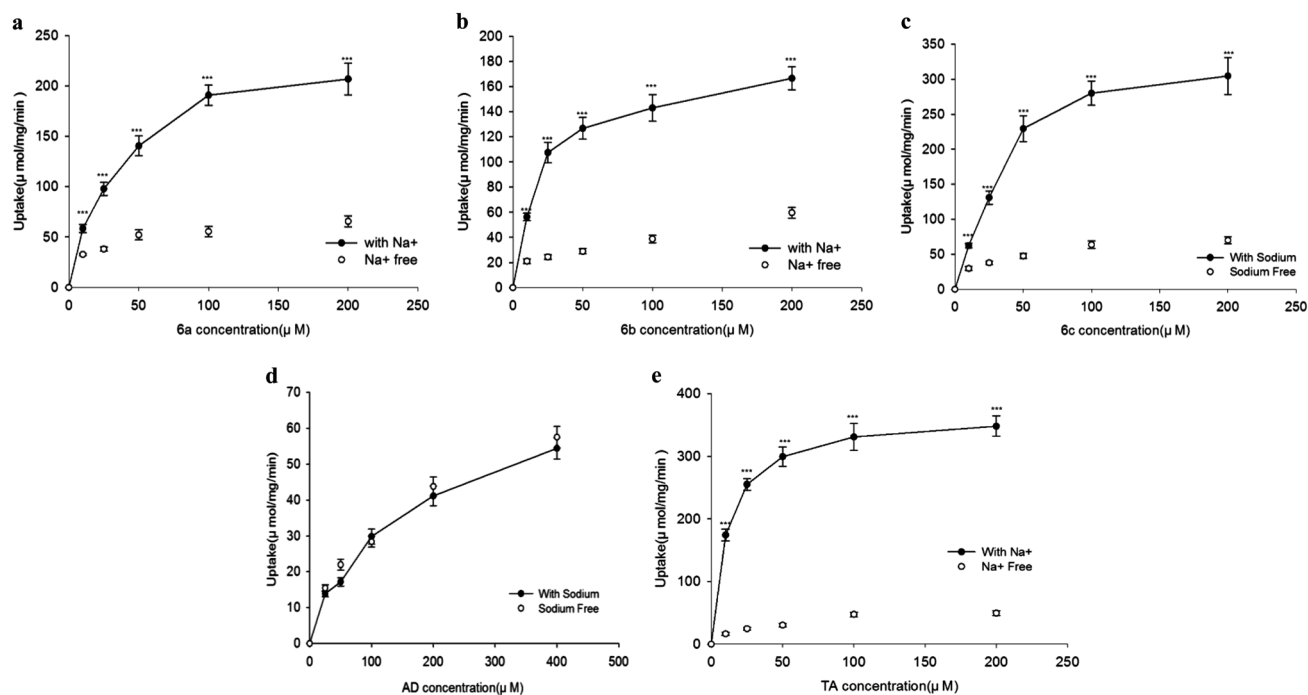 a
250
200
150
100
50
0
Uptake(μ mol/mg/min )
***
***
***
***
***
with Na+
Na+ free
0 50 100 150 200 250
6a concentration(μ M)
b
200
180
160
140
120
100
80
60
40
20
0
Uptake(μ mol/mg/min )
***
***
***
***
***
with Na+
Na+ free
0 50 100 150 200 250
6b concentration(μ M)
c
350
300
250
200
150
100
50
0
Uptake(μ mol/mg/min )
***
***
***
***
***
With Sodium
Sodium Free
0 50 100 150 200 250
6c concentration(μ M)
d
70
60
50
40
30
20
10
0
Uptake(μ mol/mg/min)
With Sodium
Sodium Free
0 100 200 300 400 500
AD concentration(μ M)
e
400
300
200
100
0
Uptake(μ mol/mg/min)
***
***
***
***
***
With Na+
Na+ Free
0 50 100 150 200 250
TA concentration(μ M)